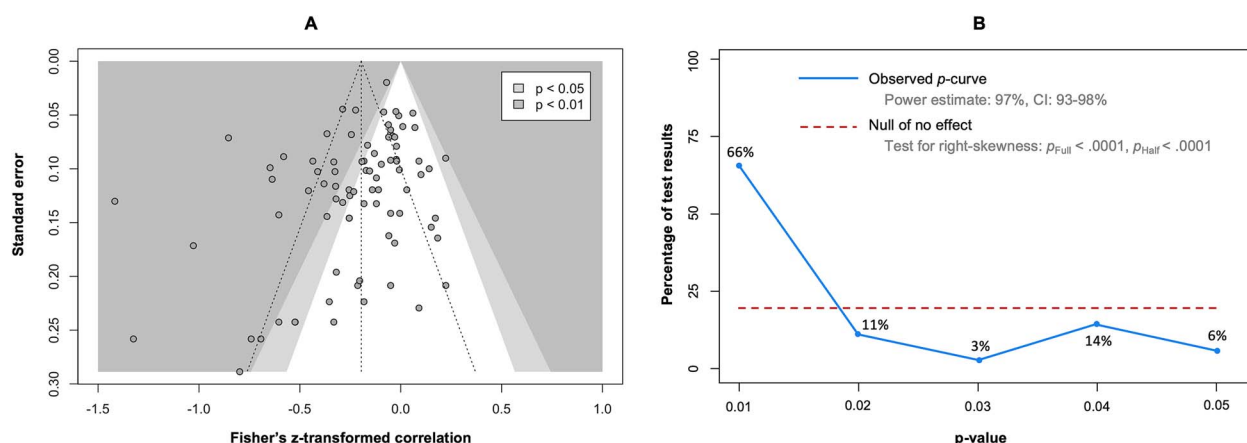 A
0.00
0.05
0.10
0.15
0.20
0.25
0.30
Standard error
p < 0.05
p < 0.01
-1.5
-1.0
-0.5
0.0
0.5
1.0
Fisher's z-transformed correlation
B
100
75
50
25
0
Percentage of test results
Observed p-curve
Power estimate: 97%, CI: 93-98%
Null of no effect
Test for right-skewness: pFull < .0001, pHalf < .0001
66%
11%
3%
14%
6%
0.01
0.02
0.03
0.04
0.05
p-value